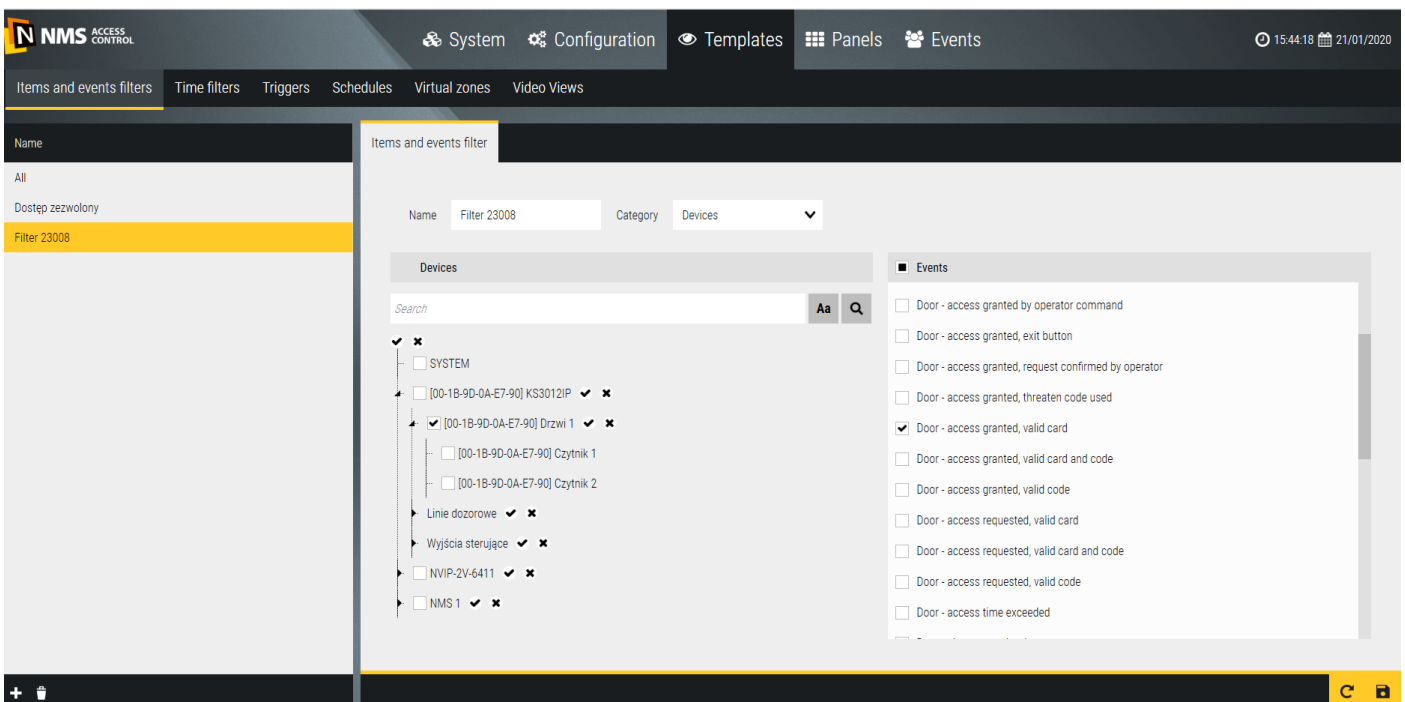 N NMS ACCESS CONTROL
System Configuration Templates Panels Events 15:44:18 21/01/2020
Items and events filters Time filters Triggers Schedules Virtual zones Video Views
Name
All
Dostęp zezwolony
Filter 23008
Items and events filter
Name Filter 23008 Category Devices
Devices
Search Aa
SYSTEM
[00-1B-9D-0A-E7-90] KS3012IP
[00-1B-9D-0A-E7-90] Drzwi 1
[00-1B-9D-0A-E7-90] Czytnik 1
[00-1B-9D-0A-E7-90] Czytnik 2
Linie dozorowe
Wyjścia sterujące
NVIP-2V-6411
NMS 1
Events
Door - access granted by operator command
Door - access granted, exit button
Door - access granted, request confirmed by operator
Door - access granted, threaten code used
Door - access granted, valid card
Door - access granted, valid card and code
Door - access granted, valid code
Door - access requested, valid card
Door - access requested, valid card and code
Door - access requested, valid code
Door - access time exceeded